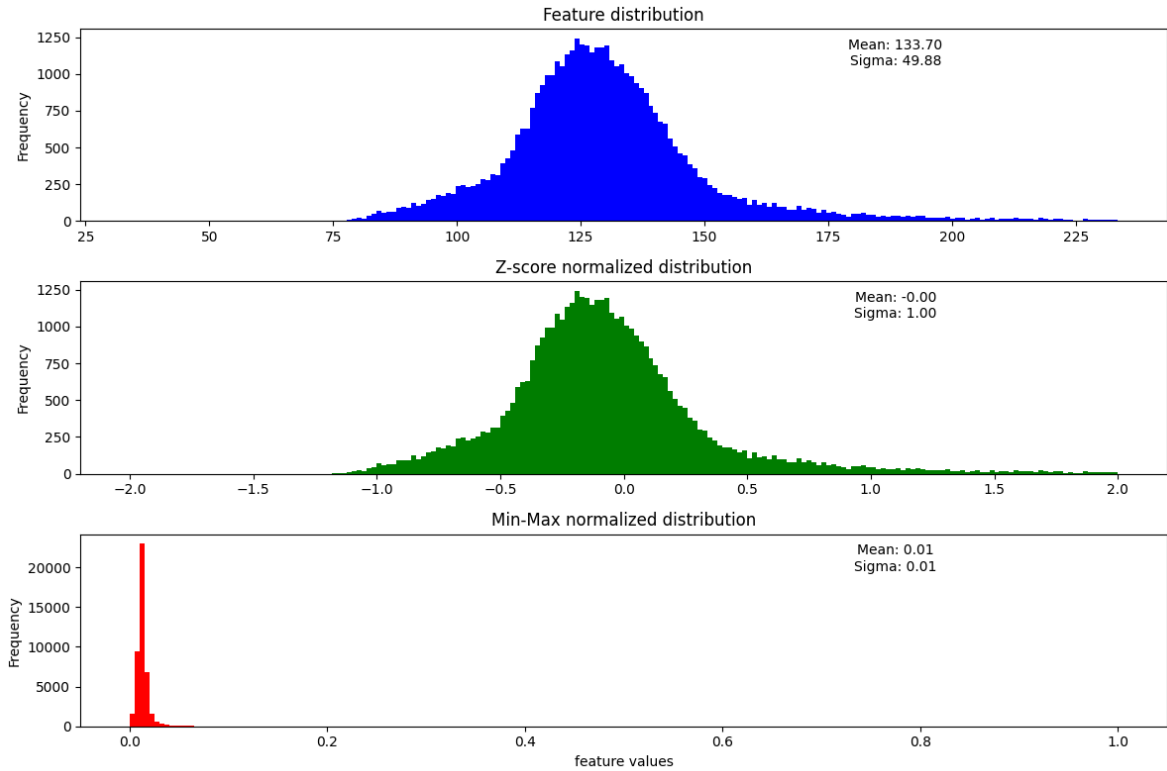 Feature distribution
Frequency
1250
1000
750
500
250
0
Mean: 133.70
Sigma: 49.88
25 50 75 100 125 150 175 200 225
Z-score normalized distribution
Frequency
1250
1000
750
500
250
0
Mean: -0.00
Sigma: 1.00
−2.0 −1.5 −1.0 −0.5 0.0 0.5 1.0 1.5 2.0
Min-Max normalized distribution
Frequency
20000
15000
10000
5000
0
Mean: 0.01
Sigma: 0.01
0.0 0.2 0.4 0.6 0.8 1.0
feature values